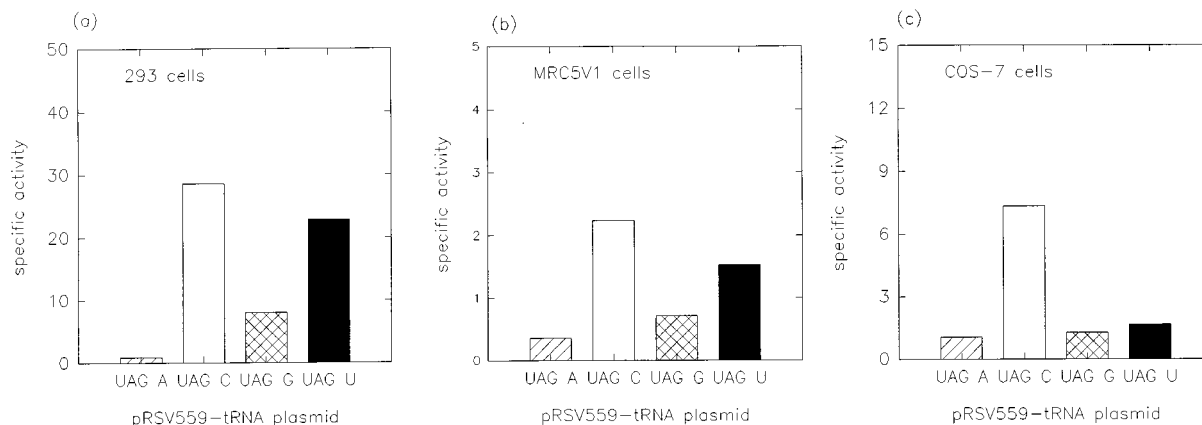 (a)
50
40
30
20
10
0
specific activity
293 cells
UAG A UAG C UAG G UAG U
pRSV559-tRNA plasmid
(b)
5
4
3
2
1
0
specific activity
MRC5V1 cells
UAG A UAG C UAG G UAG U
pRSV559-tRNA plasmid
(c)
15
12
9
6
3
0
specific activity
COS-7 cells
UAG A UAG C UAG G UAG U
pRSV559-tRNA plasmid